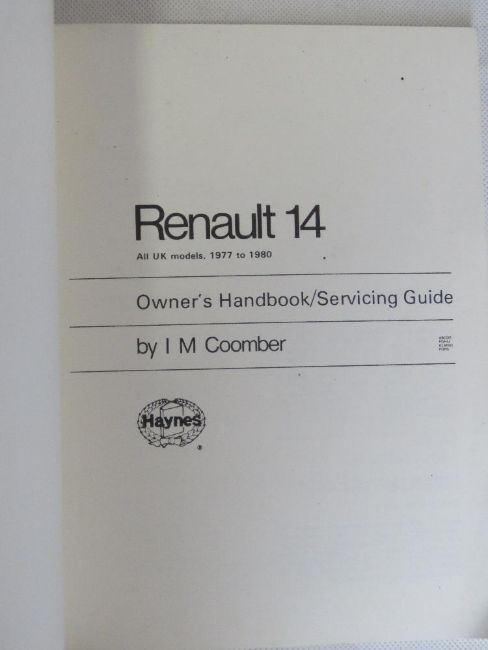 Renault 14
All UK models, 1977 to 1980
Owner's Handbook/Servicing Guide
by I M Coomber
Haynes
®